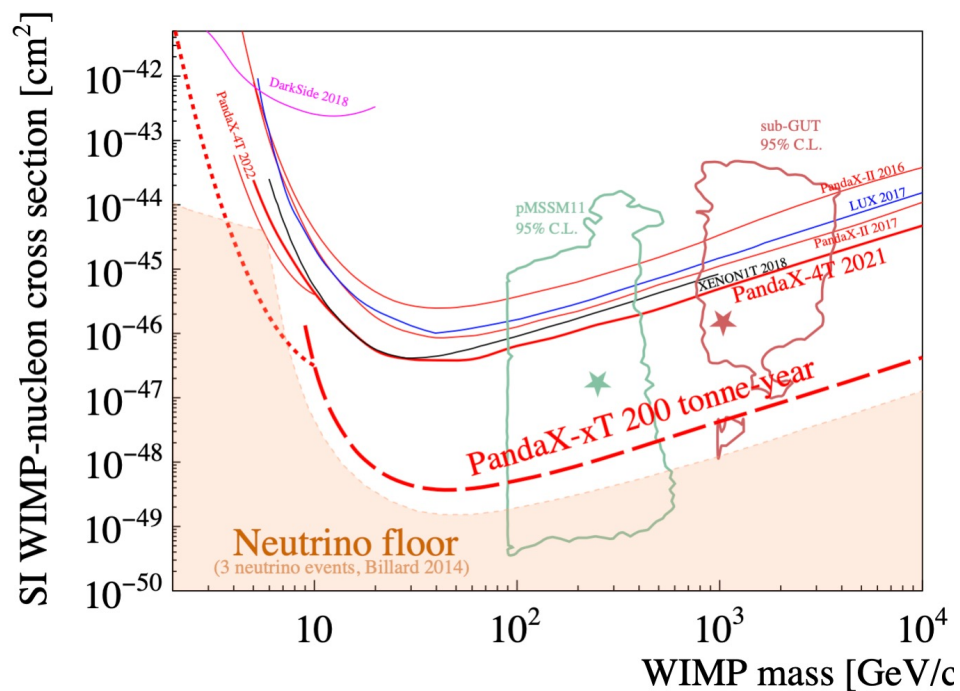 SI WIMP-nucleon cross section [cm²]
10⁻⁴²
10⁻⁴³
10⁻⁴⁴
10⁻⁴⁵
10⁻⁴⁶
10⁻⁴⁷
10⁻⁴⁸
10⁻⁴⁹
10⁻⁵⁰
DarkSide 2018
PandaX-4T 2022
pMSSM11
95% C.L.
sub-GUT
95% C.L.
PandaX-II 2016
LUX 2017
PandaX-II 2017
XENON1T 2018
PandaX-4T 2021
PandaX-xT 200 tonne-year
Neutrino floor
(3 neutrino events, Billard 2014)
10
10²
10³
10⁴
WIMP mass [GeV/c